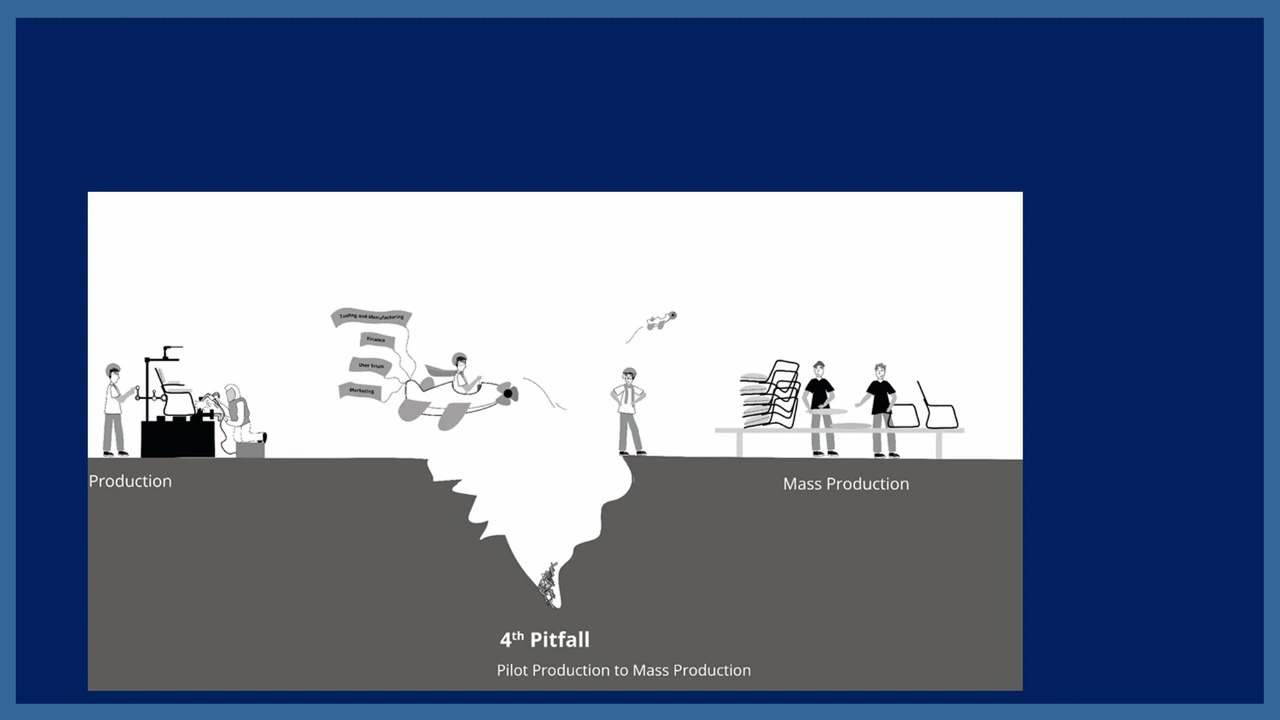 Tooling and Manufacturing
Finance
User Trials
Marketing
Production
Mass Production
4th Pitfall
Pilot Production to Mass Production